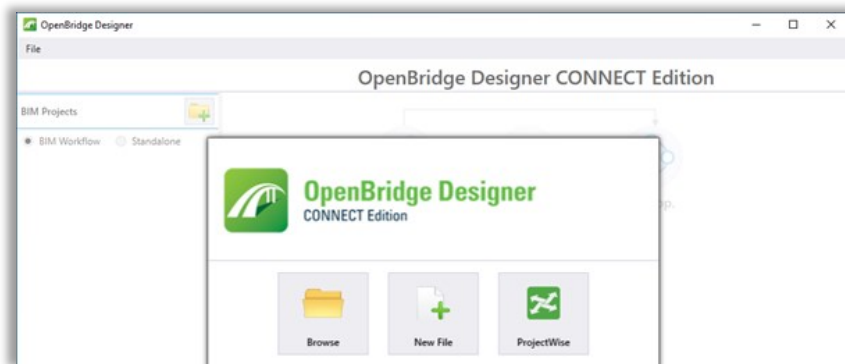 OpenBridge Designer
File
OpenBridge Designer CONNECT Edition
BIM Projects
BIM Workflow Standalone
OpenBridge Designer
CONNECT Edition
Browse New File ProjectWise